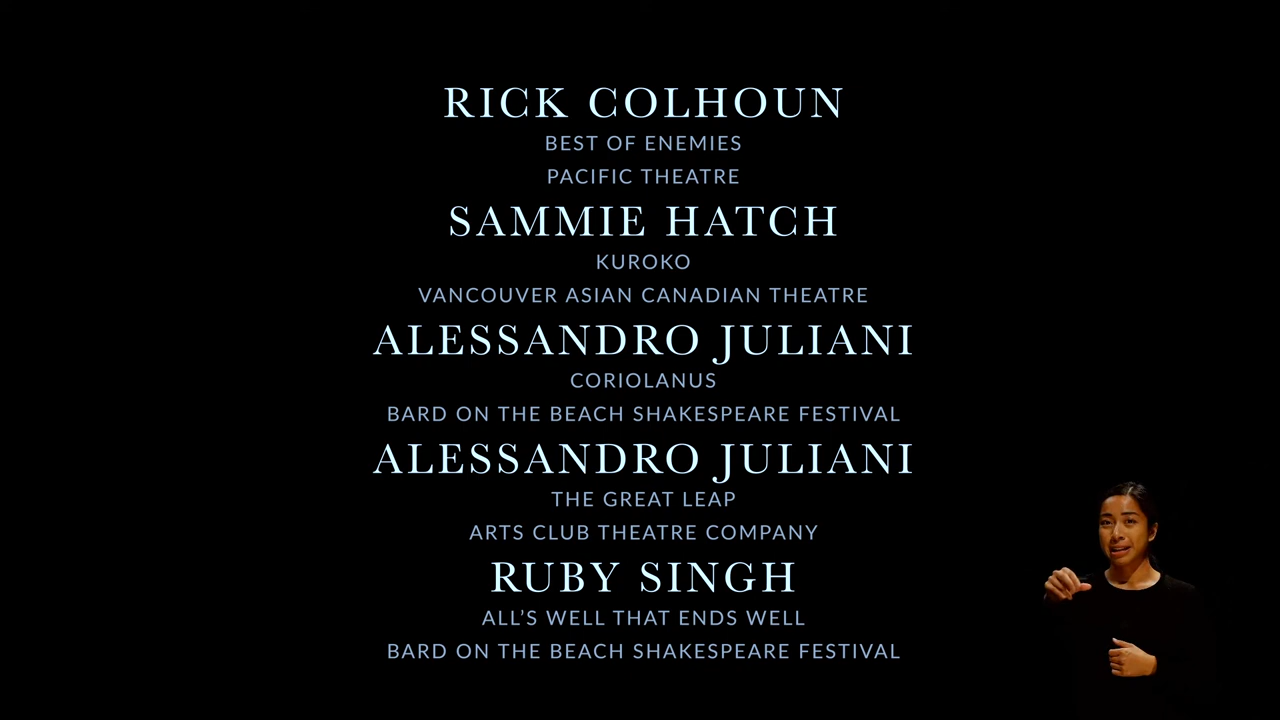 RICK COLHOUN
BEST OF ENEMIES
PACIFIC THEATRE
SAMMIE HATCH
KUROKO
VANCOUVER ASIAN CANADIAN THEATRE
ALESSANDRO JULIANI
CORIOLANUS
BARD ON THE BEACH SHAKESPEARE FESTIVAL
ALESSANDRO JULIANI
THE GREAT LEAP
ARTS CLUB THEATRE COMPANY
RUBY SINGH
ALL’S WELL THAT ENDS WELL
BARD ON THE BEACH SHAKESPEARE FESTIVAL